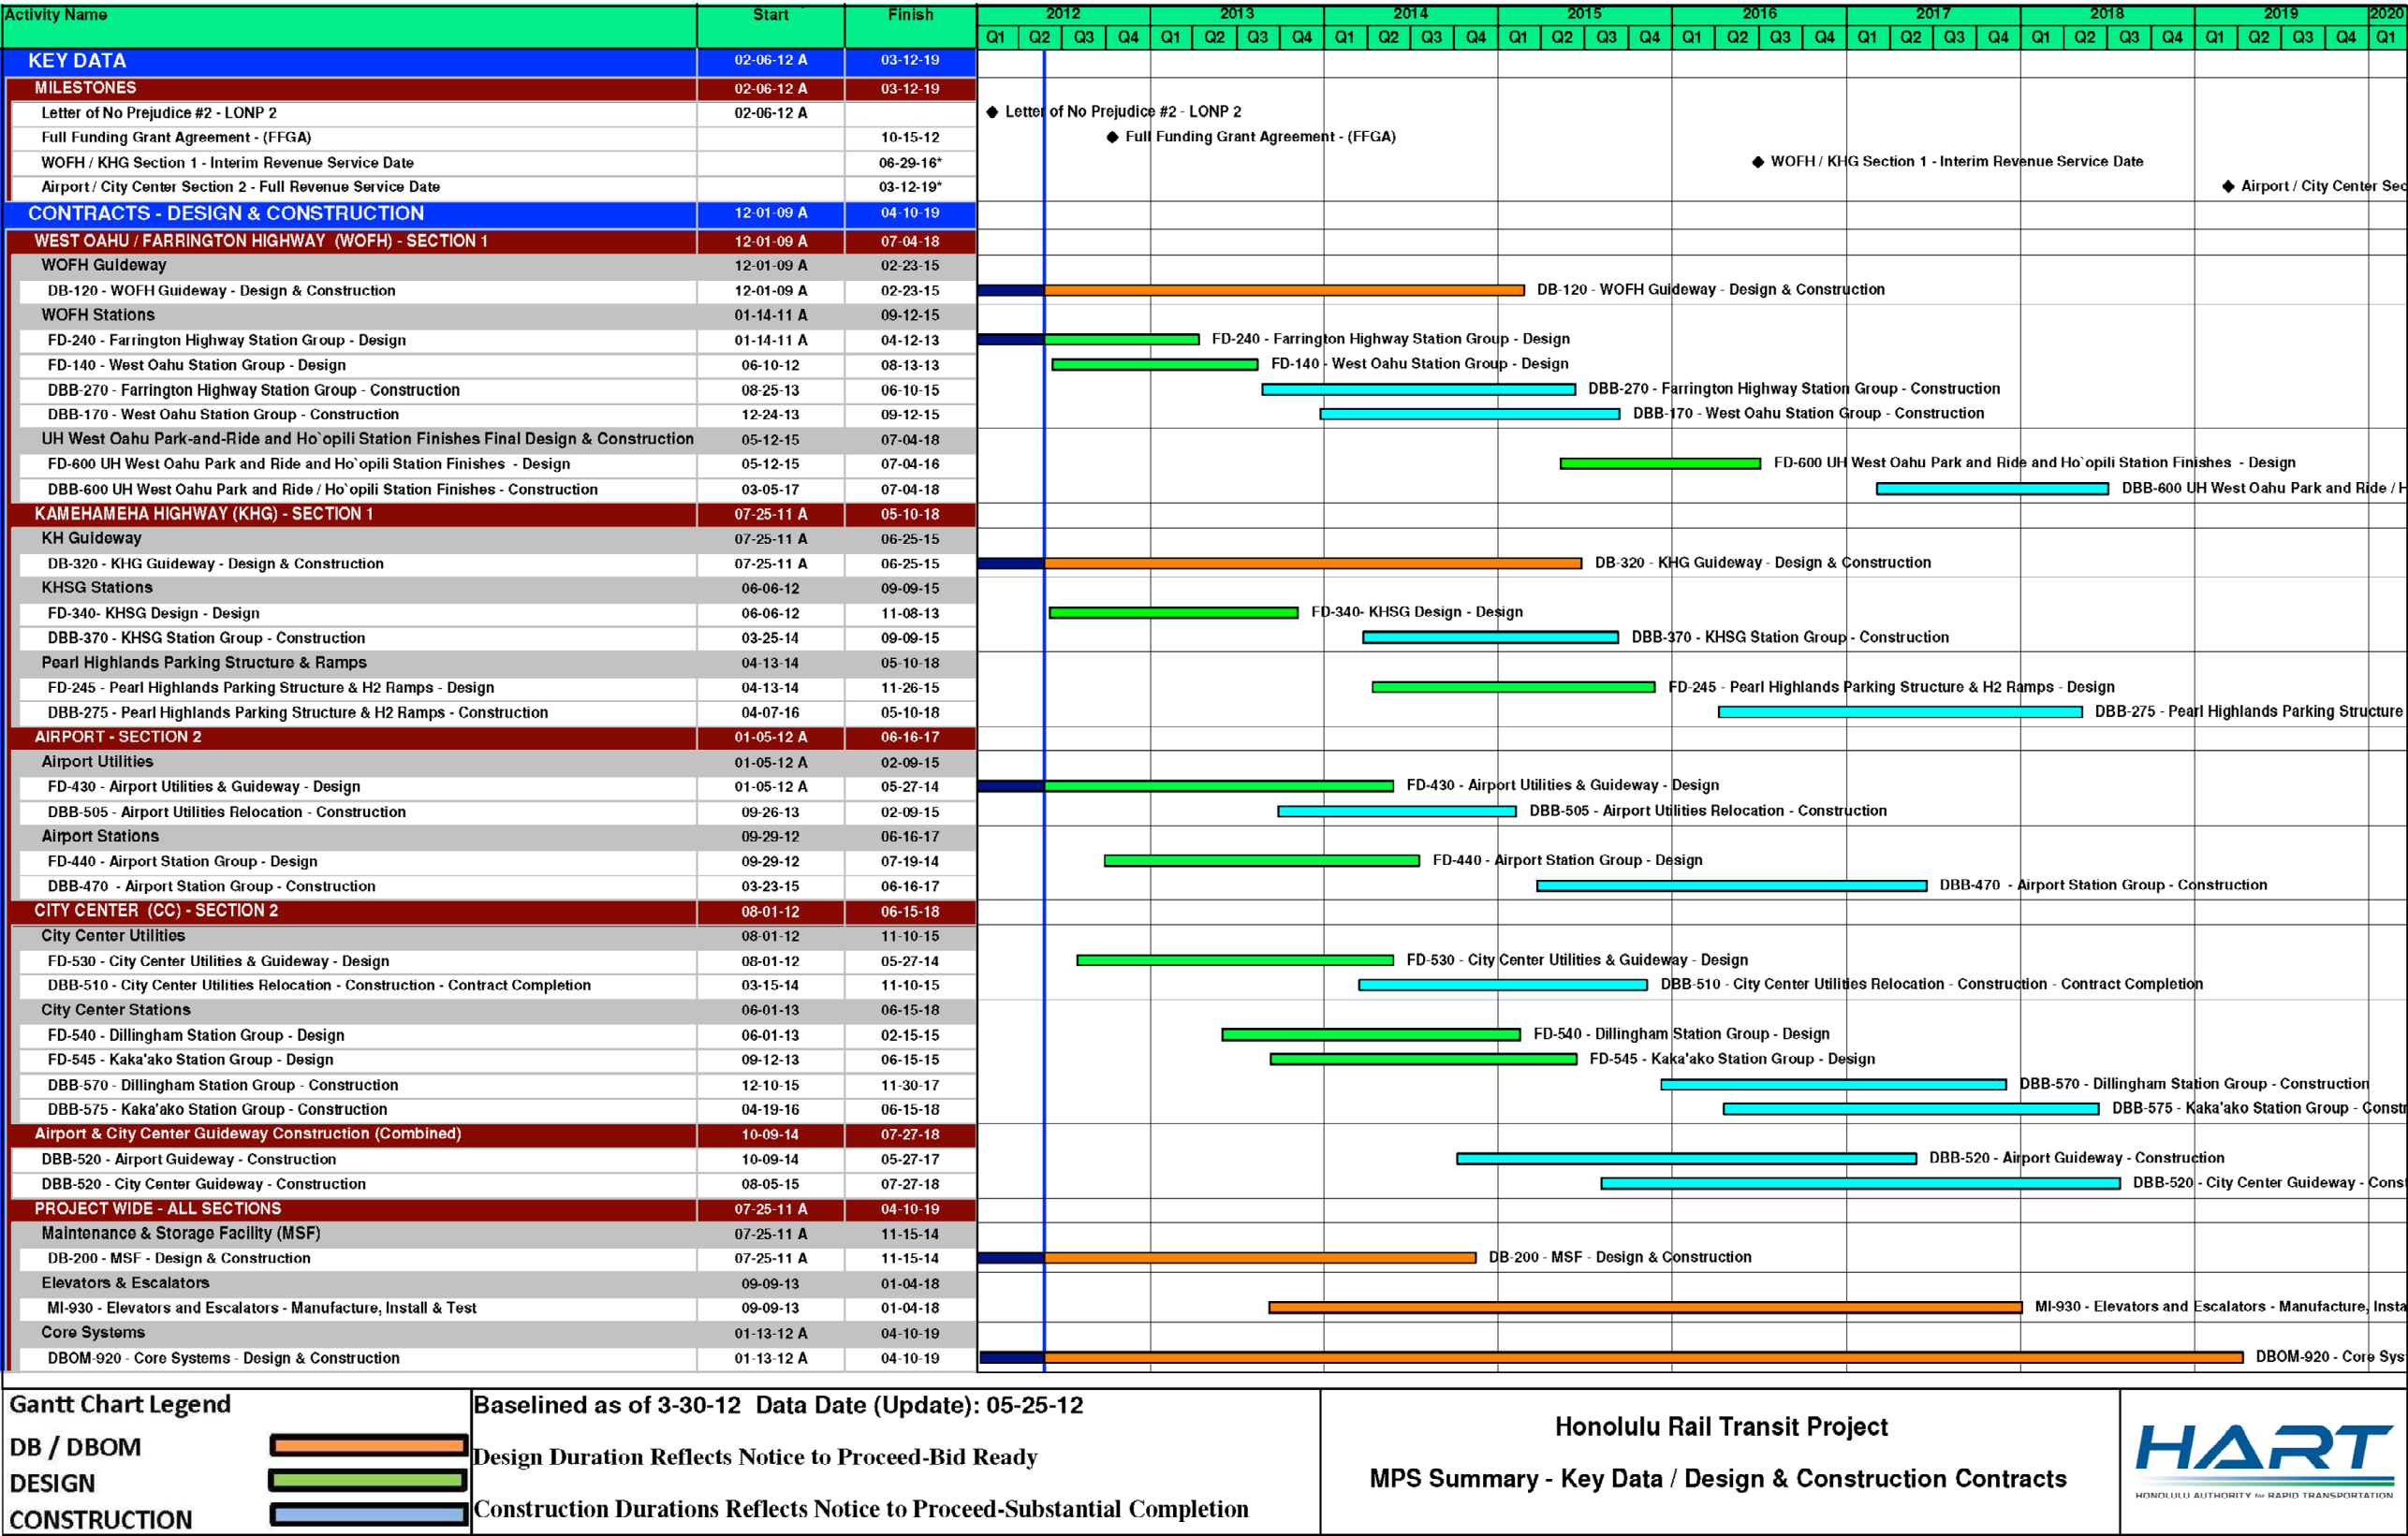 Activity Name Start Finish 2012 2013 2014 2015 2016 2017 2018 2019 2020
Q1 Q2 Q3 Q4 Q1 Q2 Q3 Q4 Q1 Q2 Q3 Q4 Q1 Q2 Q3 Q4 Q1 Q2 Q3 Q4 Q1 Q2 Q3 Q4 Q1 Q2 Q3 Q4 Q1 Q2 Q3 Q4 Q1
KEY DATA 02-06-12 A 03-12-19
MILESTONES 02-06-12 A 03-12-19
Letter of No Prejudice #2 - LONP 2 02-06-12 A Letter of No Prejudice #2 - LONP 2
Full Funding Grant Agreement - (FFGA) 10-15-12 Full Funding Grant Agreement - (FFGA)
WOFH / KHG Section 1 - Interim Revenue Service Date 06-29-16* WOFH / KHG Section 1 - Interim Revenue Service Date
Airport / City Center Section 2 - Full Revenue Service Date 03-12-19* Airport / City Center Sec
CONTRACTS - DESIGN & CONSTRUCTION 12-01-09 A 04-10-19
WEST OAHU / FARRINGTON HIGHWAY (WOFH) - SECTION 1 12-01-09 A 07-04-18
WOFH Guideway 12-01-09 A 02-23-15
DB-120 - WOFH Guideway - Design & Construction 12-01-09 A 02-23-15 DB-120 - WOFH Guideway - Design & Construction
WOFH Stations 01-14-11 A 09-12-15
FD-240 - Farrington Highway Station Group - Design 01-14-11 A 04-12-13 FD-240 - Farrington Highway Station Group - Design
FD-140 - West Oahu Station Group - Design 06-10-12 08-13-13 FD-140 - West Oahu Station Group - Design
DBB-270 - Farrington Highway Station Group - Construction 08-25-13 06-10-15 DBB-270 - Farrington Highway Station Group - Construction
DBB-170 - West Oahu Station Group - Construction 12-24-13 09-12-15 DBB-170 - West Oahu Station Group - Construction
UH West Oahu Park-and-Ride and Ho`opili Station Finishes Final Design & Construction 05-12-15 07-04-18
FD-600 UH West Oahu Park and Ride and Ho`opili Station Finishes - Design 05-12-15 07-04-16 FD-600 UH West Oahu Park and Ride and Ho`opili Station Finishes - Design
DBB-600 UH West Oahu Park and Ride / Ho`opili Station Finishes - Construction 03-05-17 07-04-18 DBB-600 UH West Oahu Park and Ride / H
KAMEHAMEHA HIGHWAY (KHG) - SECTION 1 07-25-11 A 05-10-18
KH Guideway 07-25-11 A 06-25-15
DB-320 - KHG Guideway - Design & Construction 07-25-11 A 06-25-15 DB-320 - KHG Guideway - Design & Construction
KHSG Stations 06-06-12 09-09-15
FD-340- KHSG Design - Design 06-06-12 11-08-13 FD-340- KHSG Design - Design
DBB-370 - KHSG Station Group - Construction 03-25-14 09-09-15 DBB-370 - KHSG Station Group - Construction
Pearl Highlands Parking Structure & Ramps 04-13-14 05-10-18
FD-245 - Pearl Highlands Parking Structure & H2 Ramps - Design 04-13-14 11-26-15 FD-245 - Pearl Highlands Parking Structure & H2 Ramps - Design
DBB-275 - Pearl Highlands Parking Structure & H2 Ramps - Construction 04-07-16 05-10-18 DBB-275 - Pearl Highlands Parking Structure
AIRPORT - SECTION 2 01-05-12 A 06-16-17
Airport Utilities 01-05-12 A 02-09-15
FD-430 - Airport Utilities & Guideway - Design 01-05-12 A 05-27-14 FD-430 - Airport Utilities & Guideway - Design
DBB-505 - Airport Utilities Relocation - Construction 09-26-13 02-09-15 DBB-505 - Airport Utilities Relocation - Construction
Airport Stations 09-29-12 06-16-17
FD-440 - Airport Station Group - Design 09-29-12 07-19-14 FD-440 - Airport Station Group - Design
DBB-470 - Airport Station Group - Construction 03-23-15 06-16-17 DBB-470 - Airport Station Group - Construction
CITY CENTER (CC) - SECTION 2 08-01-12 06-15-18
City Center Utilities 08-01-12 11-10-15
FD-530 - City Center Utilities & Guideway - Design 08-01-12 05-27-14 FD-530 - City Center Utilities & Guideway - Design
DBB-510 - City Center Utilities Relocation - Construction - Contract Completion 03-15-14 11-10-15 DBB-510 - City Center Utilities Relocation - Construction - Contract Completion
City Center Stations 06-01-13 06-15-18
FD-540 - Dillingham Station Group - Design 06-01-13 02-15-15 FD-540 - Dillingham Station Group - Design
FD-545 - Kaka'ako Station Group - Design 09-12-13 06-15-15 FD-545 - Kaka'ako Station Group - Design
DBB-570 - Dillingham Station Group - Construction 12-10-15 11-30-17 DBB-570 - Dillingham Station Group - Construction
DBB-575 - Kaka'ako Station Group - Construction 04-19-16 06-15-18 DBB-575 - Kaka'ako Station Group - Constr
Airport & City Center Guideway Construction (Combined) 10-09-14 07-27-18
DBB-520 - Airport Guideway - Construction 10-09-14 05-27-17 DBB-520 - Airport Guideway - Construction
DBB-520 - City Center Guideway - Construction 08-05-15 07-27-18 DBB-520 - City Center Guideway - Const
PROJECT WIDE - ALL SECTIONS 07-25-11 A 04-10-19
Maintenance & Storage Facility (MSF) 07-25-11 A 11-15-14
DB-200 - MSF - Design & Construction 07-25-11 A 11-15-14 DB-200 - MSF - Design & Construction
Elevators & Escalators 09-09-13 01-04-18
MI-930 - Elevators and Escalators - Manufacture, Install & Test 09-09-13 01-04-18 MI-930 - Elevators and Escalators - Manufacture, Insta
Core Systems 01-13-12 A 04-10-19
DBOM-920 - Core Systems - Design & Construction 01-13-12 A 04-10-19 DBOM-920 - Core Sys
Gantt Chart Legend
DB / DBOM
DESIGN
CONSTRUCTION
Baselined as of 3-30-12 Data Date (Update): 05-25-12
Design Duration Reflects Notice to Proceed-Bid Ready
Construction Durations Reflects Notice to Proceed-Substantial Completion
Honolulu Rail Transit Project
MPS Summary - Key Data / Design & Construction Contracts
HART
HONOLULU AUTHORITY for RAPID TRANSPORTATION